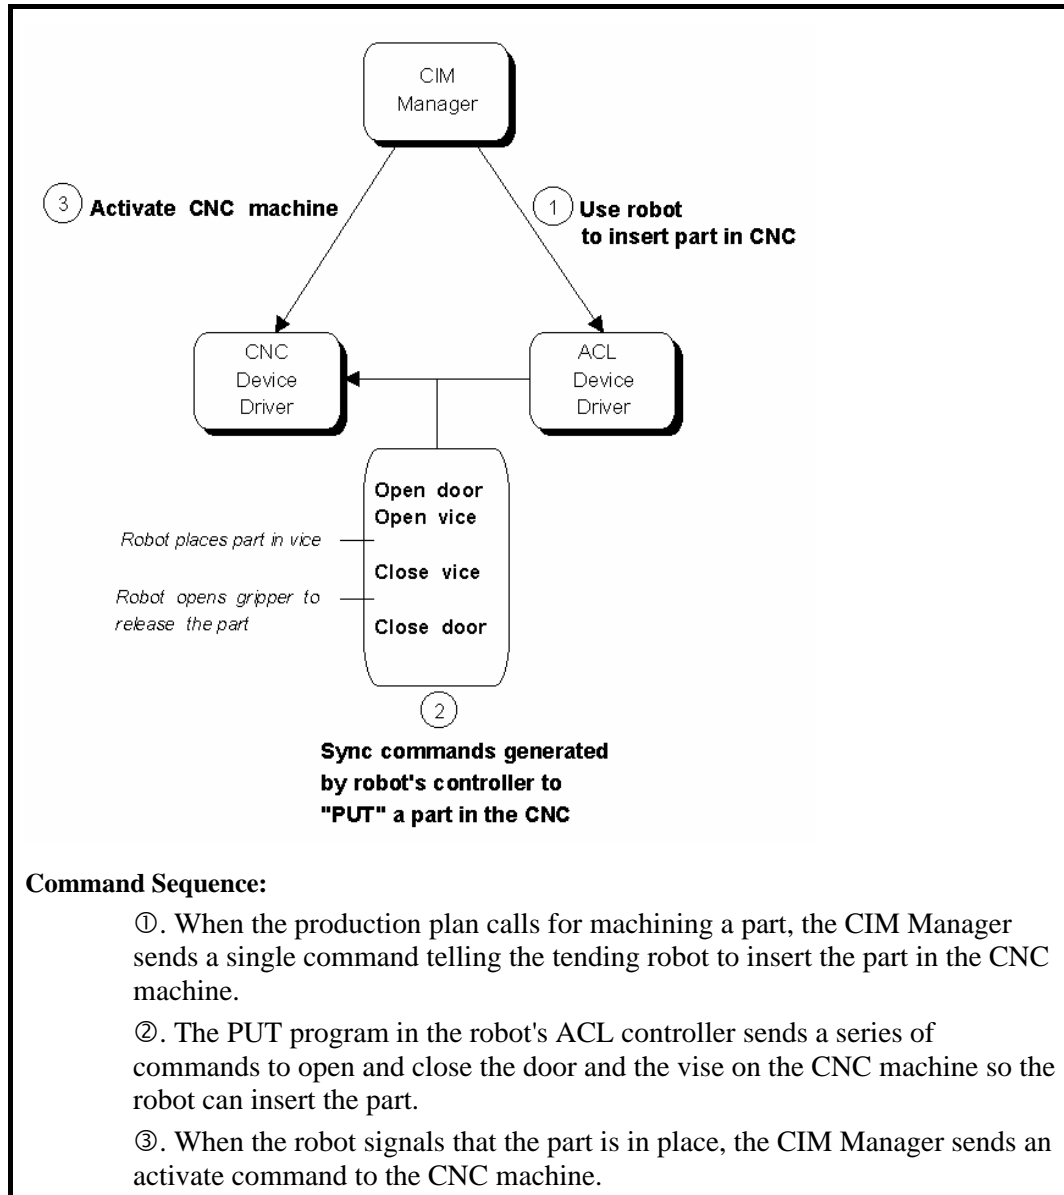 CIM
Manager
3 Activate CNC machine
1 Use robot
to insert part in CNC
CNC
Device
Driver
ACL
Device
Driver
Open door
Open vice
Robot places part in vice
Close vice
Robot opens gripper to
release the part
Close door
2
Sync commands generated
by robot's controller to
"PUT" a part in the CNC
Command Sequence:
①. When the production plan calls for machining a part, the CIM Manager
sends a single command telling the tending robot to insert the part in the CNC
machine.
②. The PUT program in the robot's ACL controller sends a series of
commands to open and close the door and the vise on the CNC machine so the
robot can insert the part.
③. When the robot signals that the part is in place, the CIM Manager sends an
activate command to the CNC machine.